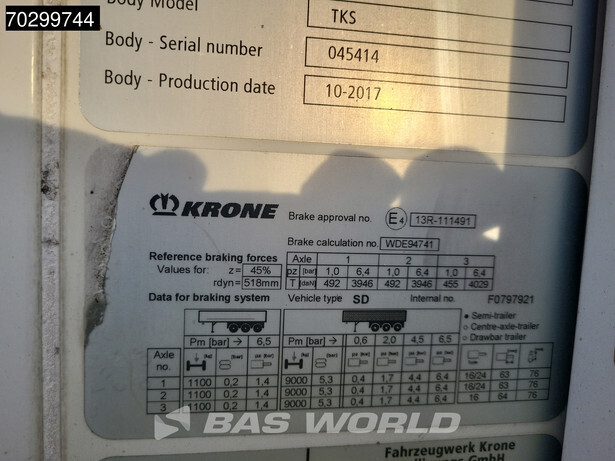 70299744
Body Model TKS
Body - Serial number 045414
Body - Production date 10-2017
KRONE
Brake approval no. E4 13R-111491
Brake calculation no. WDE94741
Reference braking forces
Values for: z= 45%
rdyn= 518mm
Axle 1 2 3
pz [bar] 1,0 6,4 1,0 6,4 1,0 6,4
T [daN] 492 3946 492 3946 455 4029
Data for braking system
Vehicle type SD
Internal no. F0797921
Semi-trailer
Centre-axle-trailer
Drawbar trailer
Pm [bar] → 6,5 Pm [bar] → 0,6 2,0 4,5 6,5
Axle no.
1 1100 0,2 1,4 9000 5,3 0,4 1,7 4,4 6,4 16/24 63 76
2 1100 0,2 1,4 9000 5,3 0,4 1,7 4,4 6,4 16/24 63 76
3 1100 0,2 1,4 9000 5,3 0,4 1,7 4,4 6,4 16 64 76
BAS WORLD
Fahrzeugwerk Krone
GmbH